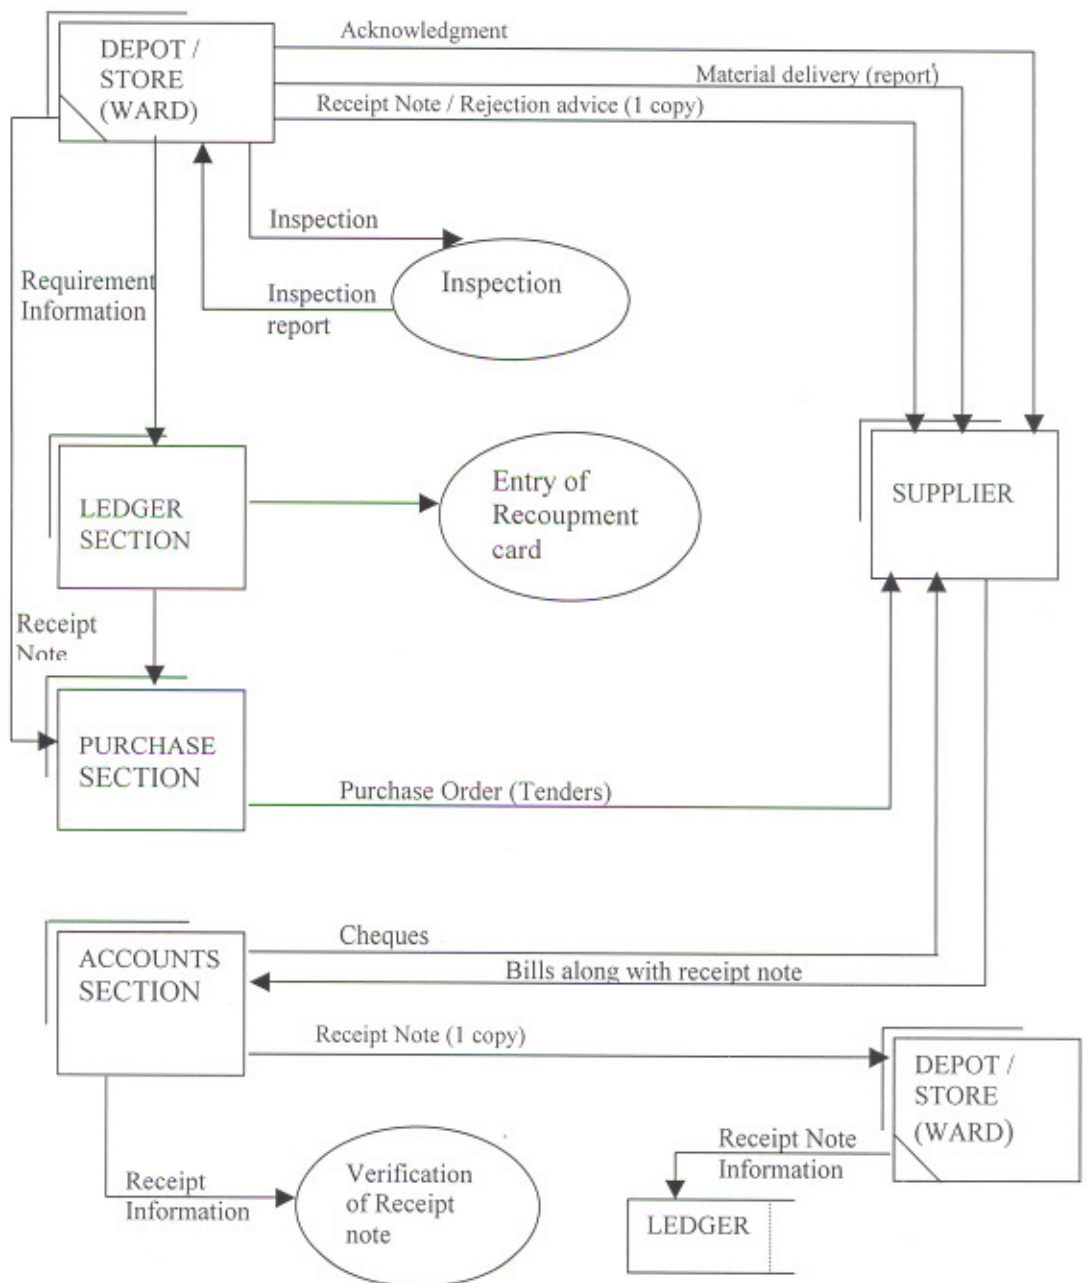 Acknowledgment
DEPOT /
STORE
(WARD)
Material delivery (report)
Receipt Note / Rejection advice (1 copy)
Inspection
Inspection
Requirement
Information
Inspection
report
Entry of
Recoupment
card
SUPPLIER
LEDGER
SECTION
Receipt
Note
PURCHASE
SECTION
Purchase Order (Tenders)
Cheques
ACCOUNTS
SECTION
Bills along with receipt note
Receipt Note (1 copy)
DEPOT /
STORE
(WARD)
Receipt Note
Information
Receipt
Information
Verification
of Receipt
note
LEDGER